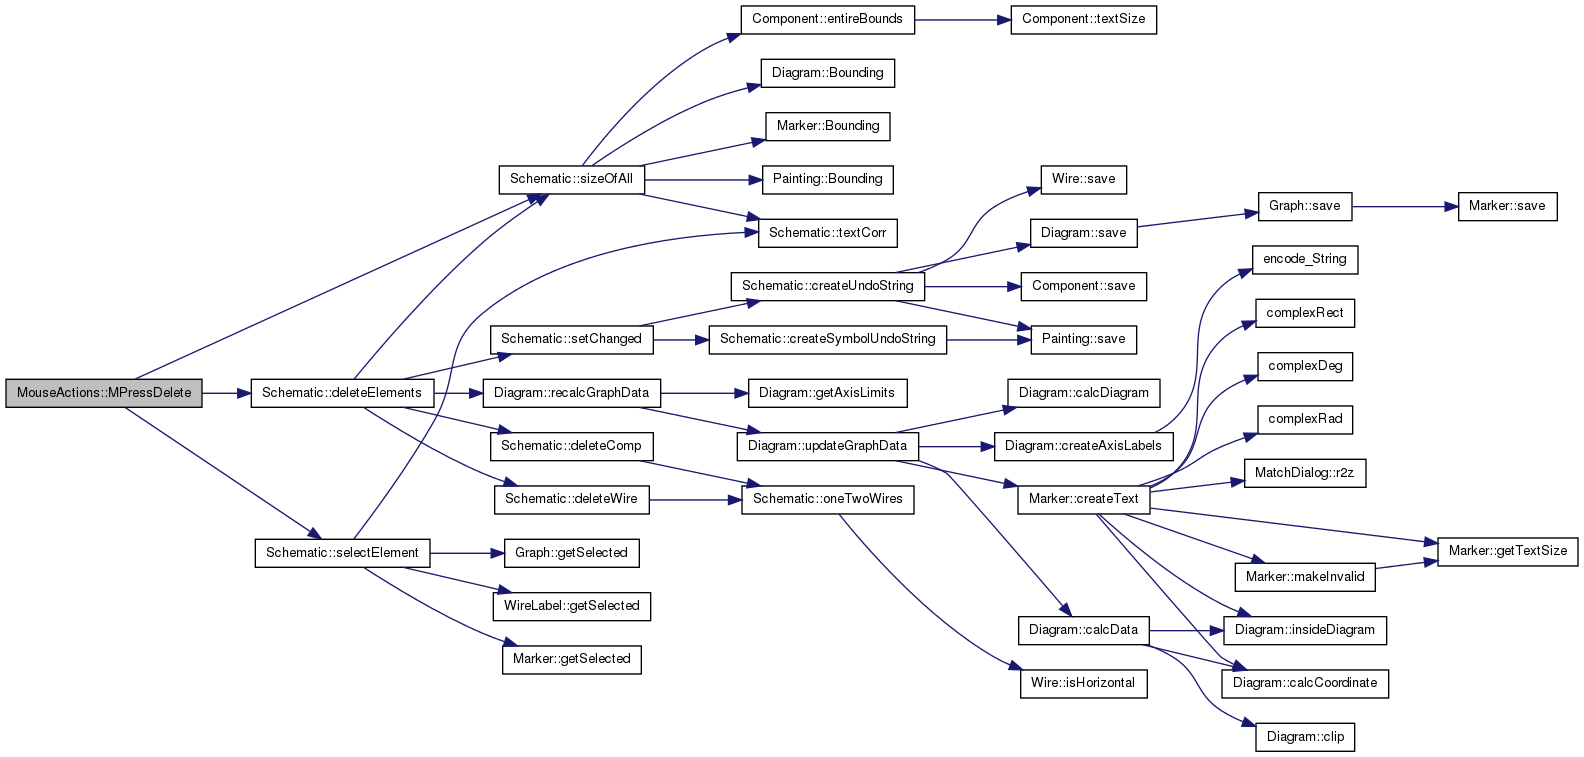 Component::entireBounds
Component::textSize
Diagram::Bounding
Marker::Bounding
Schematic::sizeOfAll
Painting::Bounding
Wire::save
Graph::save
Marker::save
Schematic::textCorr
Diagram::save
encode_String
Schematic::createUndoString
Component::save
complexRect
Schematic::setChanged
Schematic::createSymbolUndoString
Painting::save
complexDeg
MouseActions::MPressDelete
Schematic::deleteElements
Diagram::recalcGraphData
Diagram::getAxisLimits
Diagram::calcDiagram
complexRad
Schematic::deleteComp
Diagram::updateGraphData
Diagram::createAxisLabels
MatchDialog::r2z
Schematic::deleteWire
Schematic::oneTwoWires
Marker::createText
Schematic::selectElement
Graph::getSelected
Marker::getTextSize
Marker::makeInvalid
WireLabel::getSelected
Diagram::calcData
Diagram::insideDiagram
Marker::getSelected
Wire::isHorizontal
Diagram::calcCoordinate
Diagram::clip